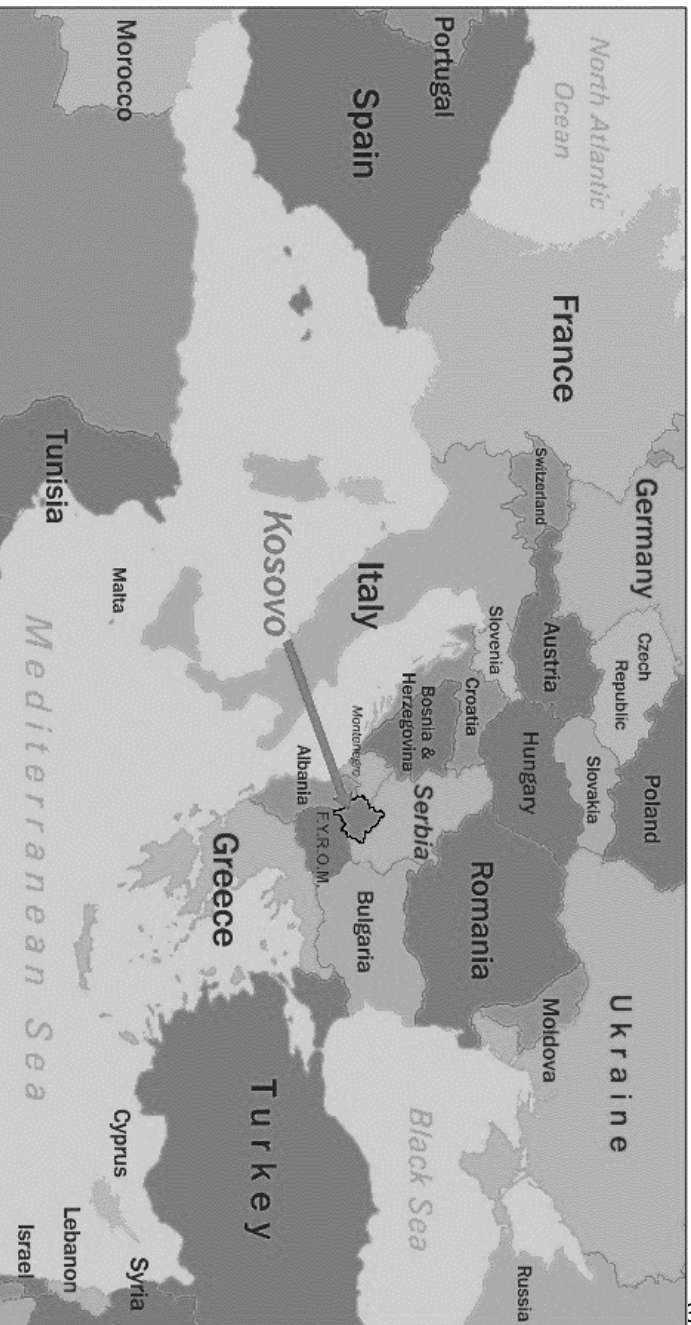 North Atlantic
Ocean
Portugal
Spain
Morocco
France
Germany
Switzerland
Tunisia
Czech
Republic
Austria
Slovenia
Italy
Kosovo
Malta
Poland
Slovakia
Hungary
Croatia
Bosnia &
Herzegovina
Montenegro
Serbia
Albania
F.Y.R.O.M.
Romania
Bulgaria
Greece
Mediterranean Sea
Ukraine
Moldova
Black Sea
Turkey
Cyprus
Russia
Syria
Lebanon
Israel